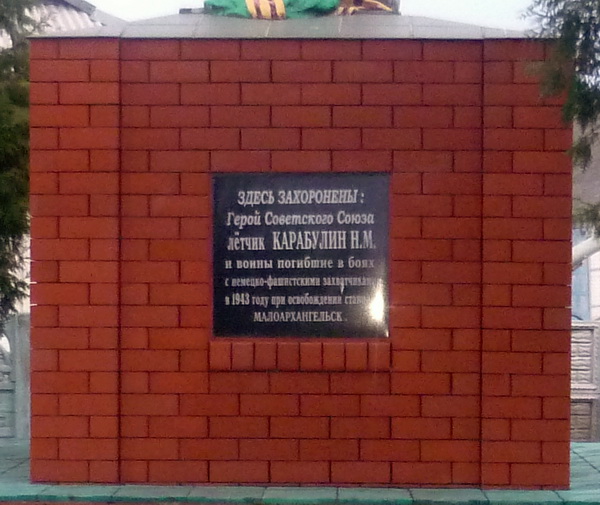 ЗДЕСЬ ЗАХОРОНЕНЫ :
Герой Советского Союза
лётчик КАРАБУЛИН Н.М.
и воины погибшие в боях
с немецко-фашистскими захватчиками
в 1943 году при освобождении
МАЛОАРХАНГЕЛЬСК .